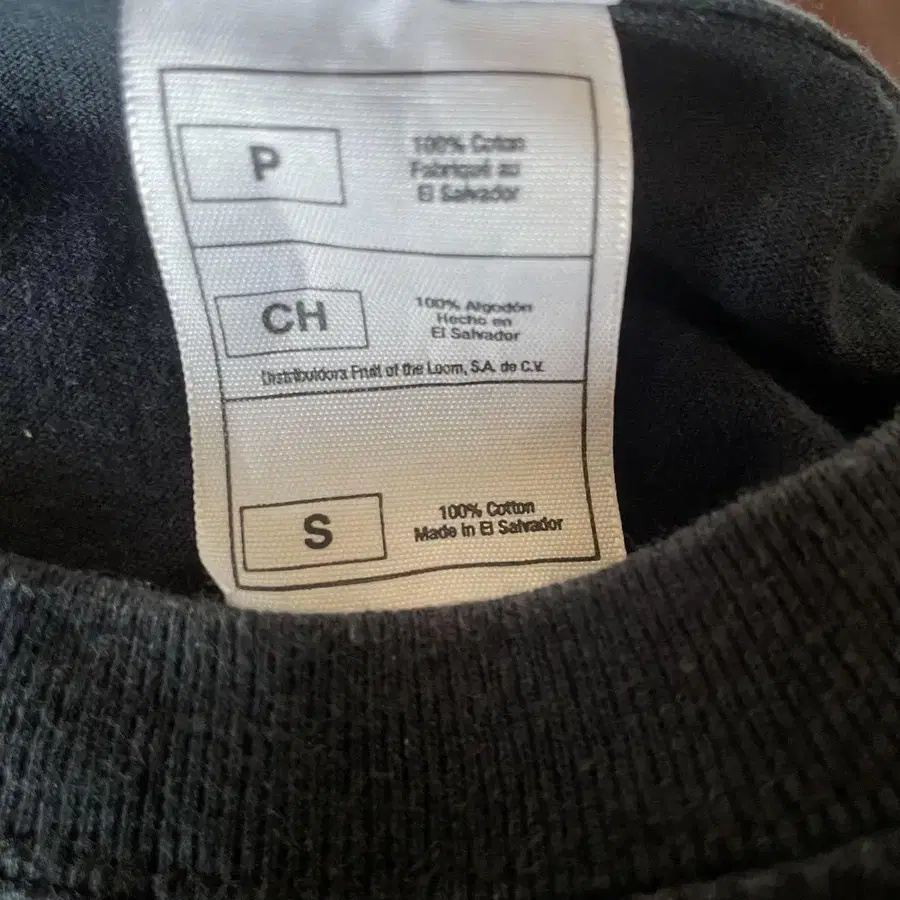 P
100% Coton
Fabriqué au
El Salvador
CH
100% Algodón
Hecho en
El Salvador
Distribuidora Fruit of the Loom, S.A. de C.V.
S
100% Cotton
Made in El Salvador